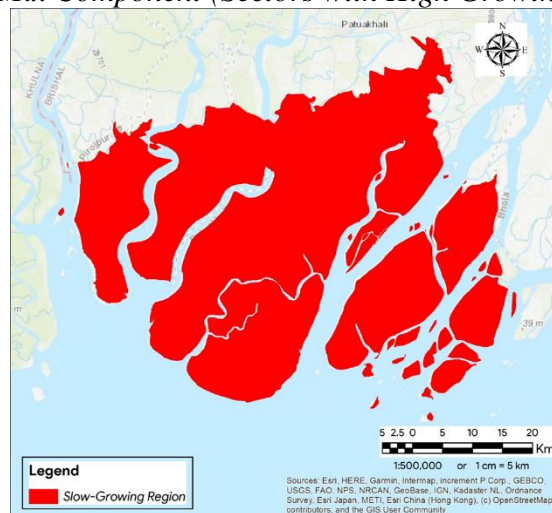 Mat Component (Sectors with High Growth
Patuakhali
N
W E
S
KHULNA
BRISHAL
Pirojpur
Bhola
39 m
5 2.5 0 5 10 15 20
Km
1:500,000 or 1 cm = 5 km
Legend
Slow-Growing Region
Sources: Esri, HERE, Garmin, Intermap, increment P Corp., GEBCO,
USGS, FAO, NPS, NRCAN, GeoBase, IGN, Kadaster NL, Ordnance
Survey, Esri Japan, METI, Esri China (Hong Kong), (c) OpenStreetMap
contributors, and the GIS User Community